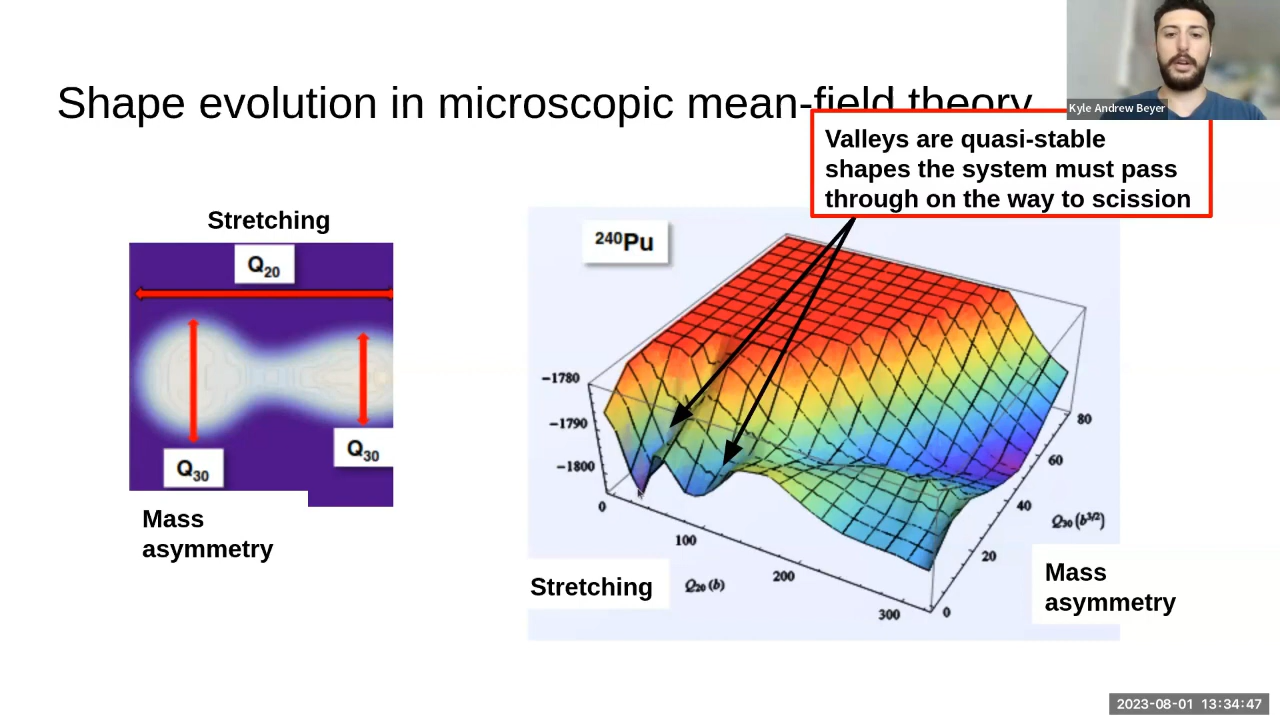 Shape evolution in microscopic mean-field theory
Kyle Andrew Beyer
Valleys are quasi-stable
shapes the system must pass
through on the way to scission
Stretching
Q20
Q30
Q30
Mass
asymmetry
240Pu
−1780
−1790
−1800
0
100
200
300
Q20 (b)
Stretching
80
60
40
20
0
Q30 (b3/2)
Mass
asymmetry
2023-08-01 13:34:47